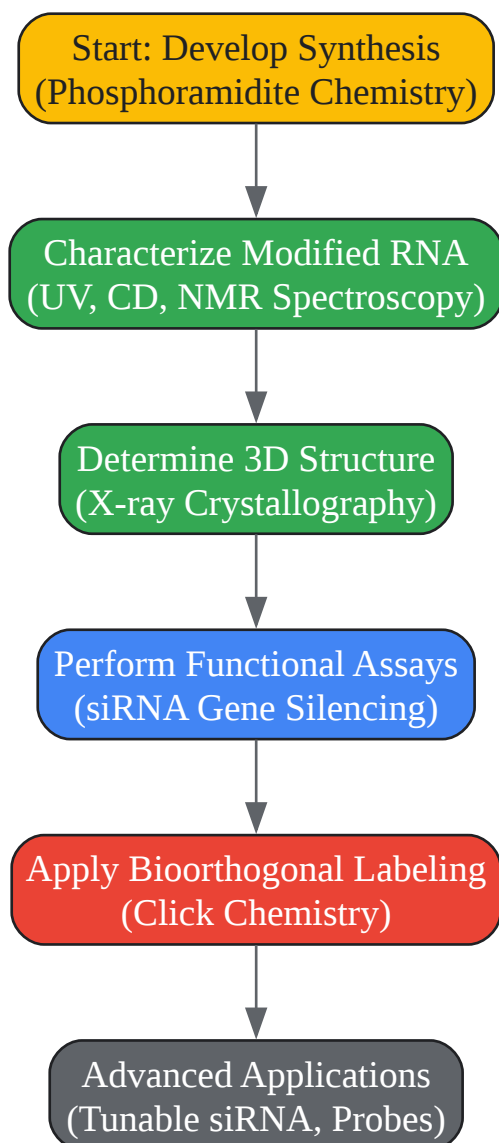 Start: Develop Synthesis
(Phosphoramidite Chemistry)
Characterize Modified RNA
(UV, CD, NMR Spectroscopy)
Determine 3D Structure
(X-ray Crystallography)
Perform Functional Assays
(siRNA Gene Silencing)
Apply Bioorthogonal Labeling
(Click Chemistry)
Advanced Applications
(Tunable siRNA, Probes)